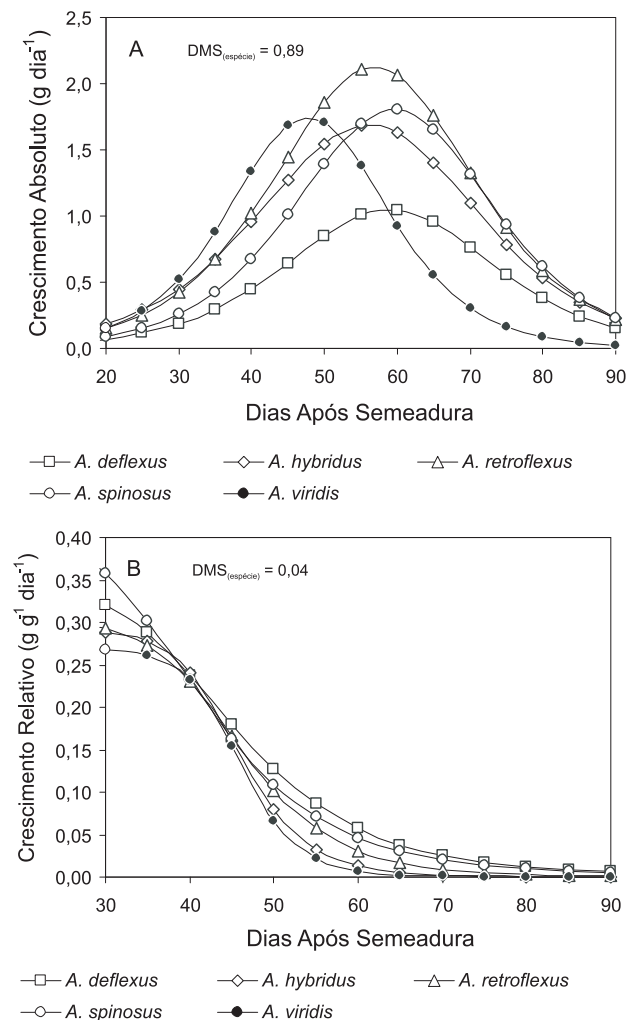 A
DMS(espécie) = 0,89
Crescimento Absoluto (g dia-1)
2,5
2,0
1,5
1,0
0,5
0,0
20 30 40 50 60 70 80 90
Dias Após Semeadura
A. deflexus A. hybridus A. retroflexus
A. spinosus A. viridis
B
DMS(espécie) = 0,04
Crescimento Relativo (g g-1 dia-1)
0,40
0,35
0,30
0,25
0,20
0,15
0,10
0,05
0,00
30 40 50 60 70 80 90
Dias Após Semeadura
A. deflexus A. hybridus A. retroflexus
A. spinosus A. viridis